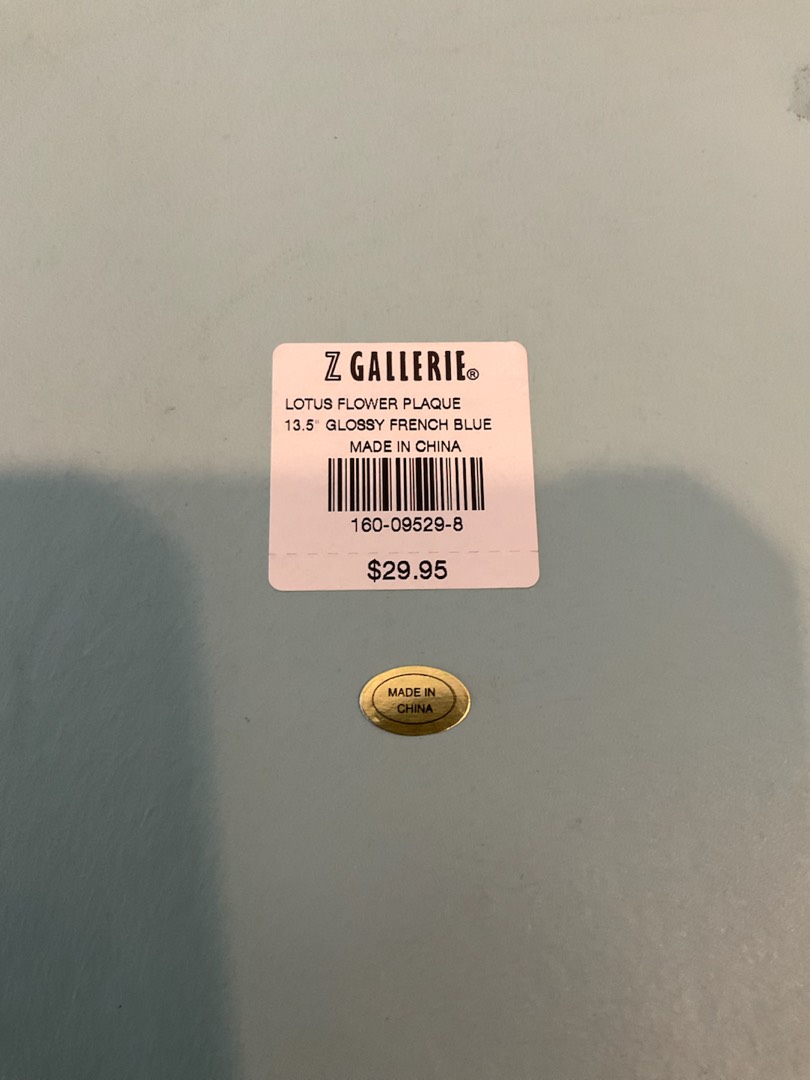 Z GALLERIE®
LOTUS FLOWER PLAQUE
13.5" GLOSSY FRENCH BLUE
MADE IN CHINA
160-09529-8
$29.95
MADE IN
CHINA